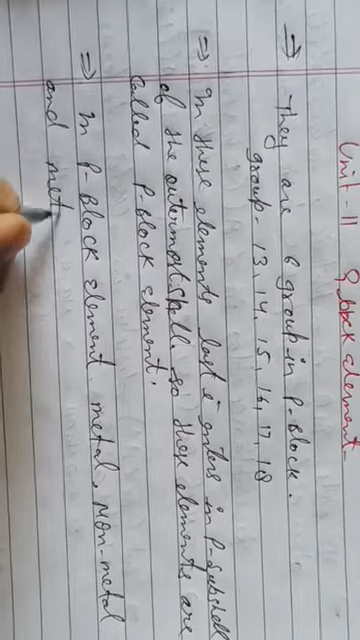 Unit-11 P block element
⇒ They are 6 group in P-Block.
group- 13, 14, 15, 16, 17, 18
⇒ In these elements last e⁻ enters in P-subshell
of the outermost shell. so these elements are
called P-Block element.
⇒ In P-Block element metal, Non-metal
and met